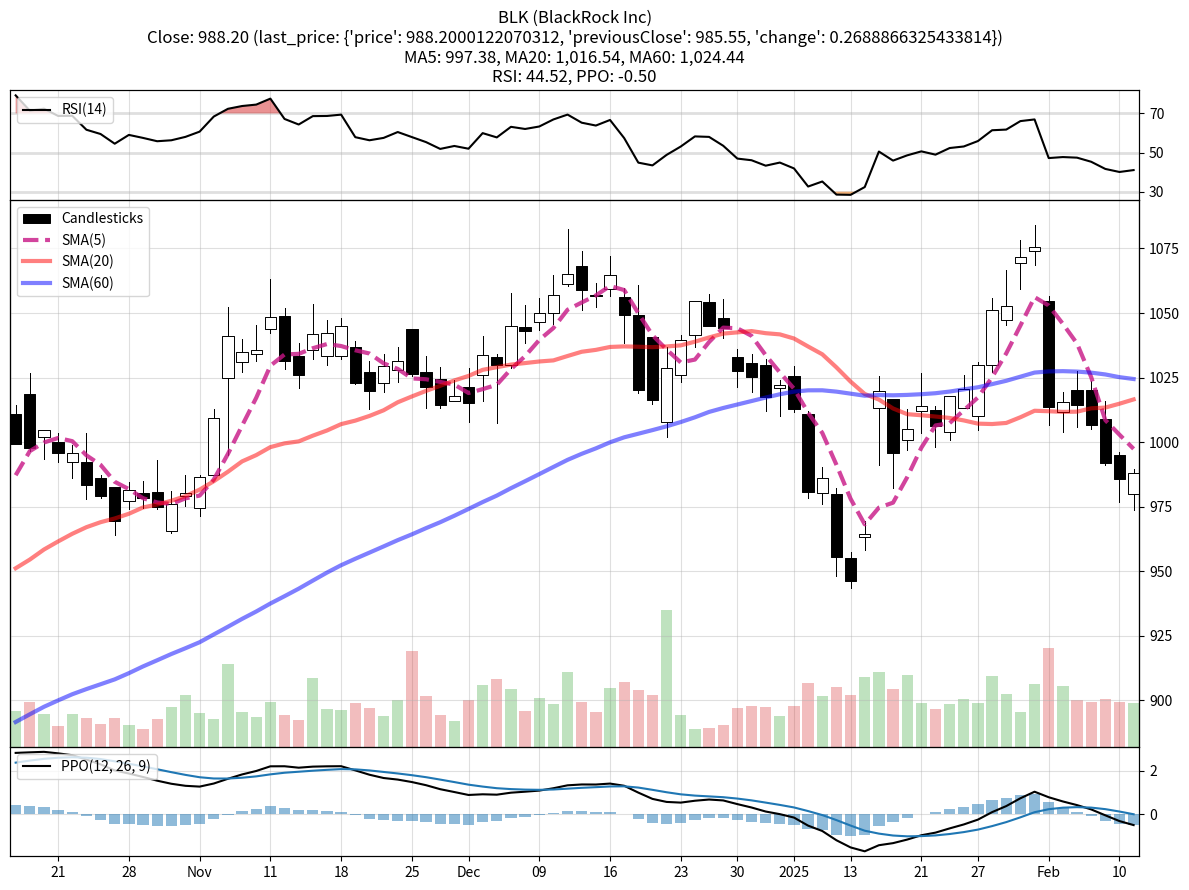 BLK (BlackRock Inc)
Close: 988.20 (last_price: {'price': 988.2000122070312, 'previousClose': 985.55, 'change': 0.2688866325433814})
MA5: 997.38, MA20: 1,016.54, MA60: 1,024.44
RSI: 44.52, PPO: -0.50
RSI(14)
70
50
30
Candlesticks
SMA(5)
SMA(20)
SMA(60)
1075
1050
1025
1000
975
950
925
900
PPO(12, 26, 9)
2
0
21 28 Nov 11 18 25 Dec 09 16 23 30 2025 13 21 27 Feb 10